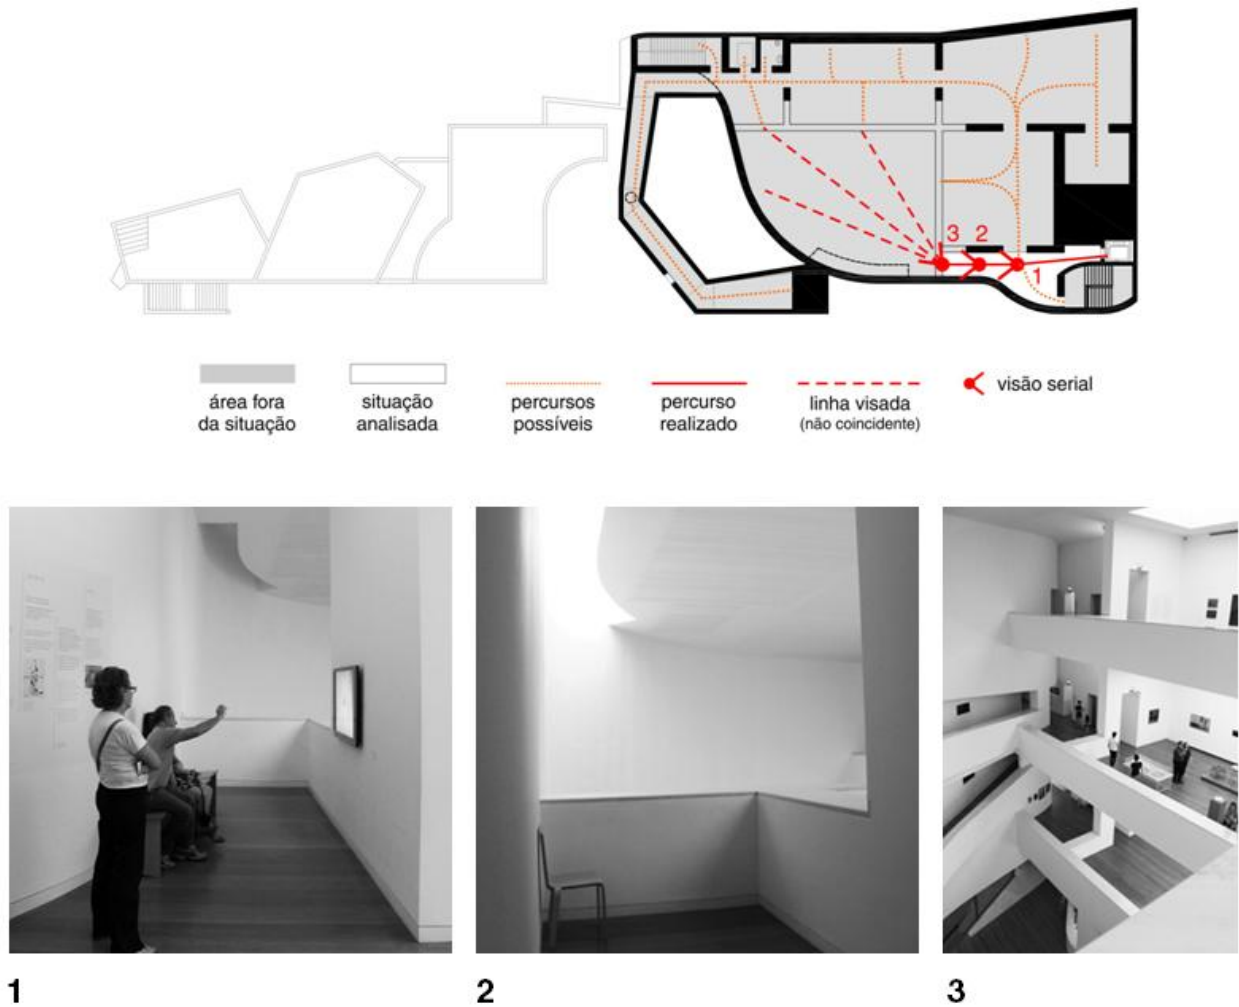 3 2
1
área fora
da situação
situação
analisada
percursos
possíveis
percurso
realizado
linha visada
(não coincidente)
visão serial
1
2
3